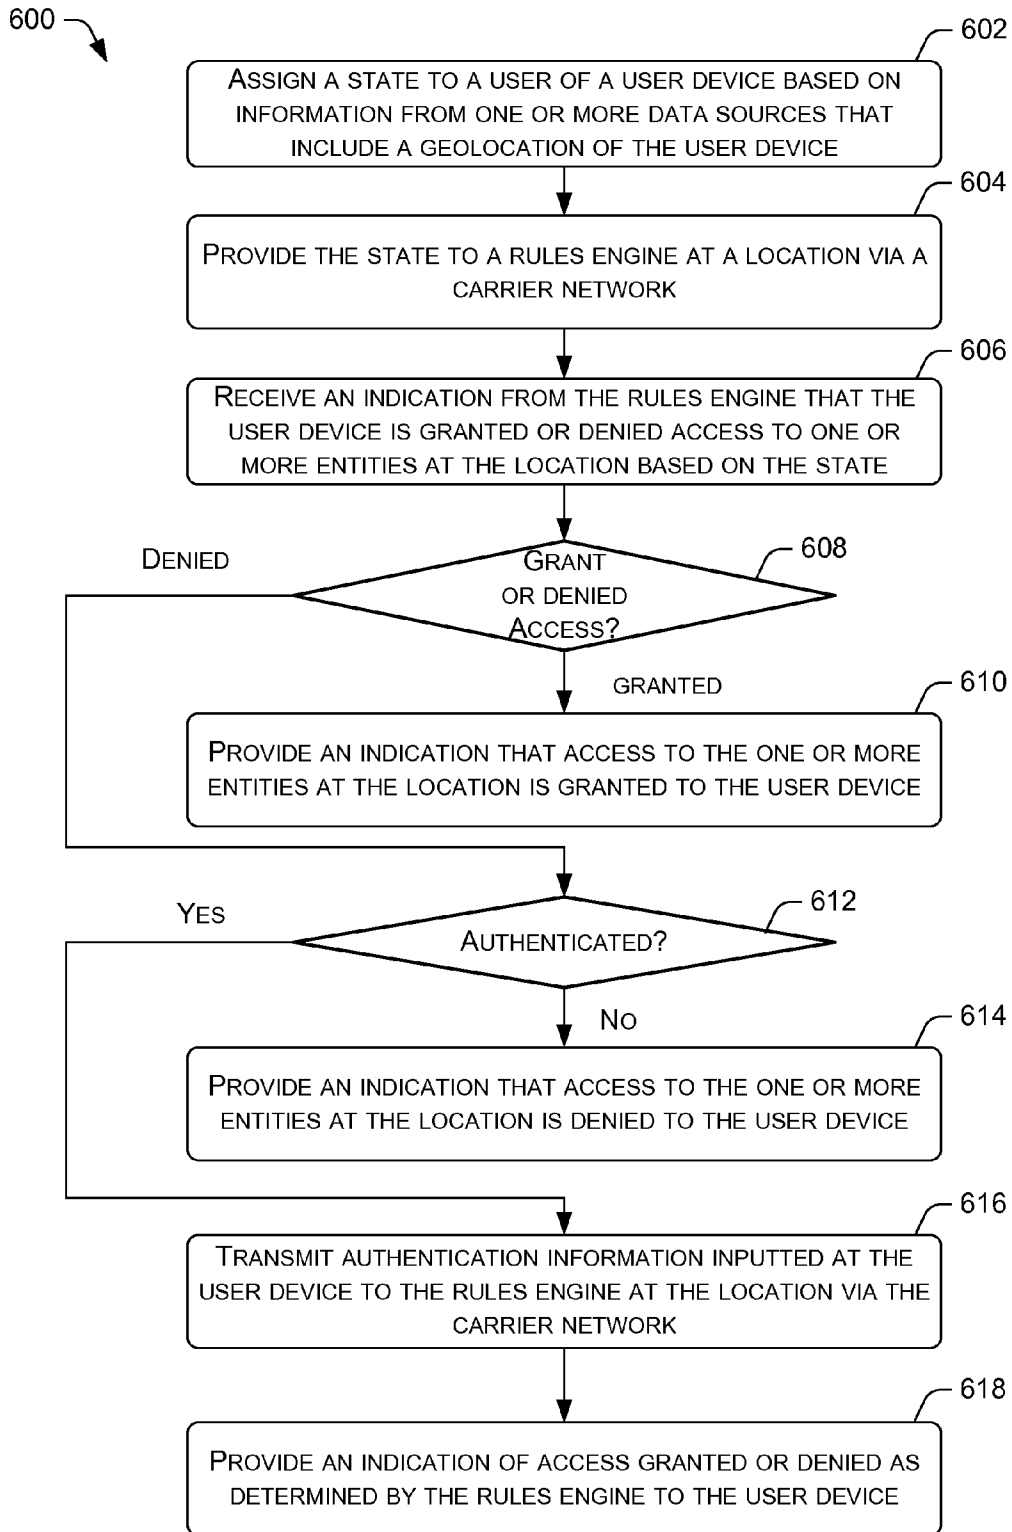 600
602
ASSIGN A STATE TO A USER OF A USER DEVICE BASED ON
INFORMATION FROM ONE OR MORE DATA SOURCES THAT
INCLUDE A GEOLOCATION OF THE USER DEVICE
604
PROVIDE THE STATE TO A RULES ENGINE AT A LOCATION VIA A
CARRIER NETWORK
606
RECEIVE AN INDICATION FROM THE RULES ENGINE THAT THE
USER DEVICE IS GRANTED OR DENIED ACCESS TO ONE OR
MORE ENTITIES AT THE LOCATION BASED ON THE STATE
608
DENIED
GRANT
OR DENIED
ACCESS?
GRANTED
610
PROVIDE AN INDICATION THAT ACCESS TO THE ONE OR MORE
ENTITIES AT THE LOCATION IS GRANTED TO THE USER DEVICE
612
YES
AUTHENTICATED?
NO
614
PROVIDE AN INDICATION THAT ACCESS TO THE ONE OR MORE
ENTITIES AT THE LOCATION IS DENIED TO THE USER DEVICE
616
TRANSMIT AUTHENTICATION INFORMATION INPUTTED AT THE
USER DEVICE TO THE RULES ENGINE AT THE LOCATION VIA THE
CARRIER NETWORK
618
PROVIDE AN INDICATION OF ACCESS GRANTED OR DENIED AS
DETERMINED BY THE RULES ENGINE TO THE USER DEVICE